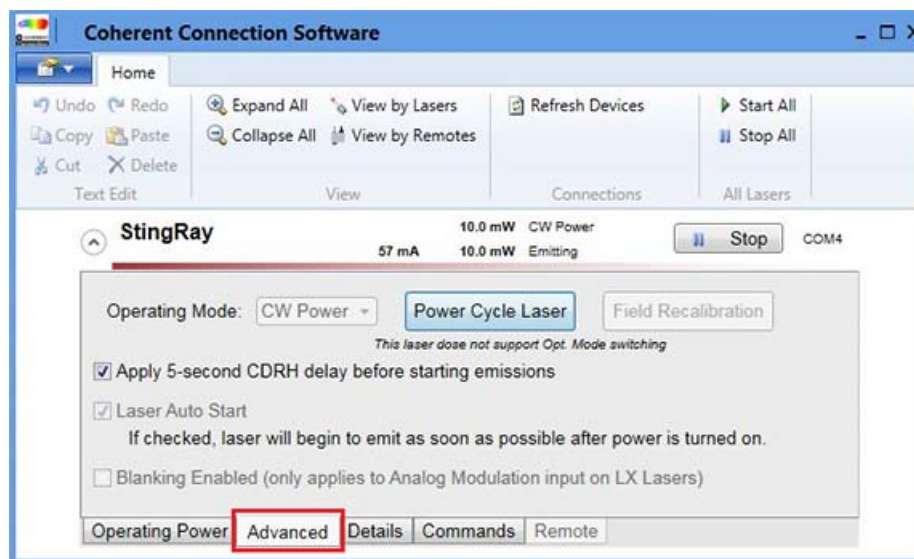 Coherent Connection Software
Home
Undo Redo
Expand All View by Lasers
Refresh Devices
Start All
Copy Paste
Collapse All View by Remotes
Stop All
Cut Delete
Text Edit View Connections All Lasers
StingRay
10.0 mW CW Power
57 mA 10.0 mW Emitting
Stop COM4
Operating Mode: CW Power Power Cycle Laser Field Recalibration
This laser dose not support Opt. Mode switching
Apply 5-second CDRH delay before starting emissions
Laser Auto Start
If checked, laser will begin to emit as soon as possible after power is turned on.
Blanking Enabled (only applies to Analog Modulation input on LX Lasers)
Operating Power Advanced Details Commands Remote